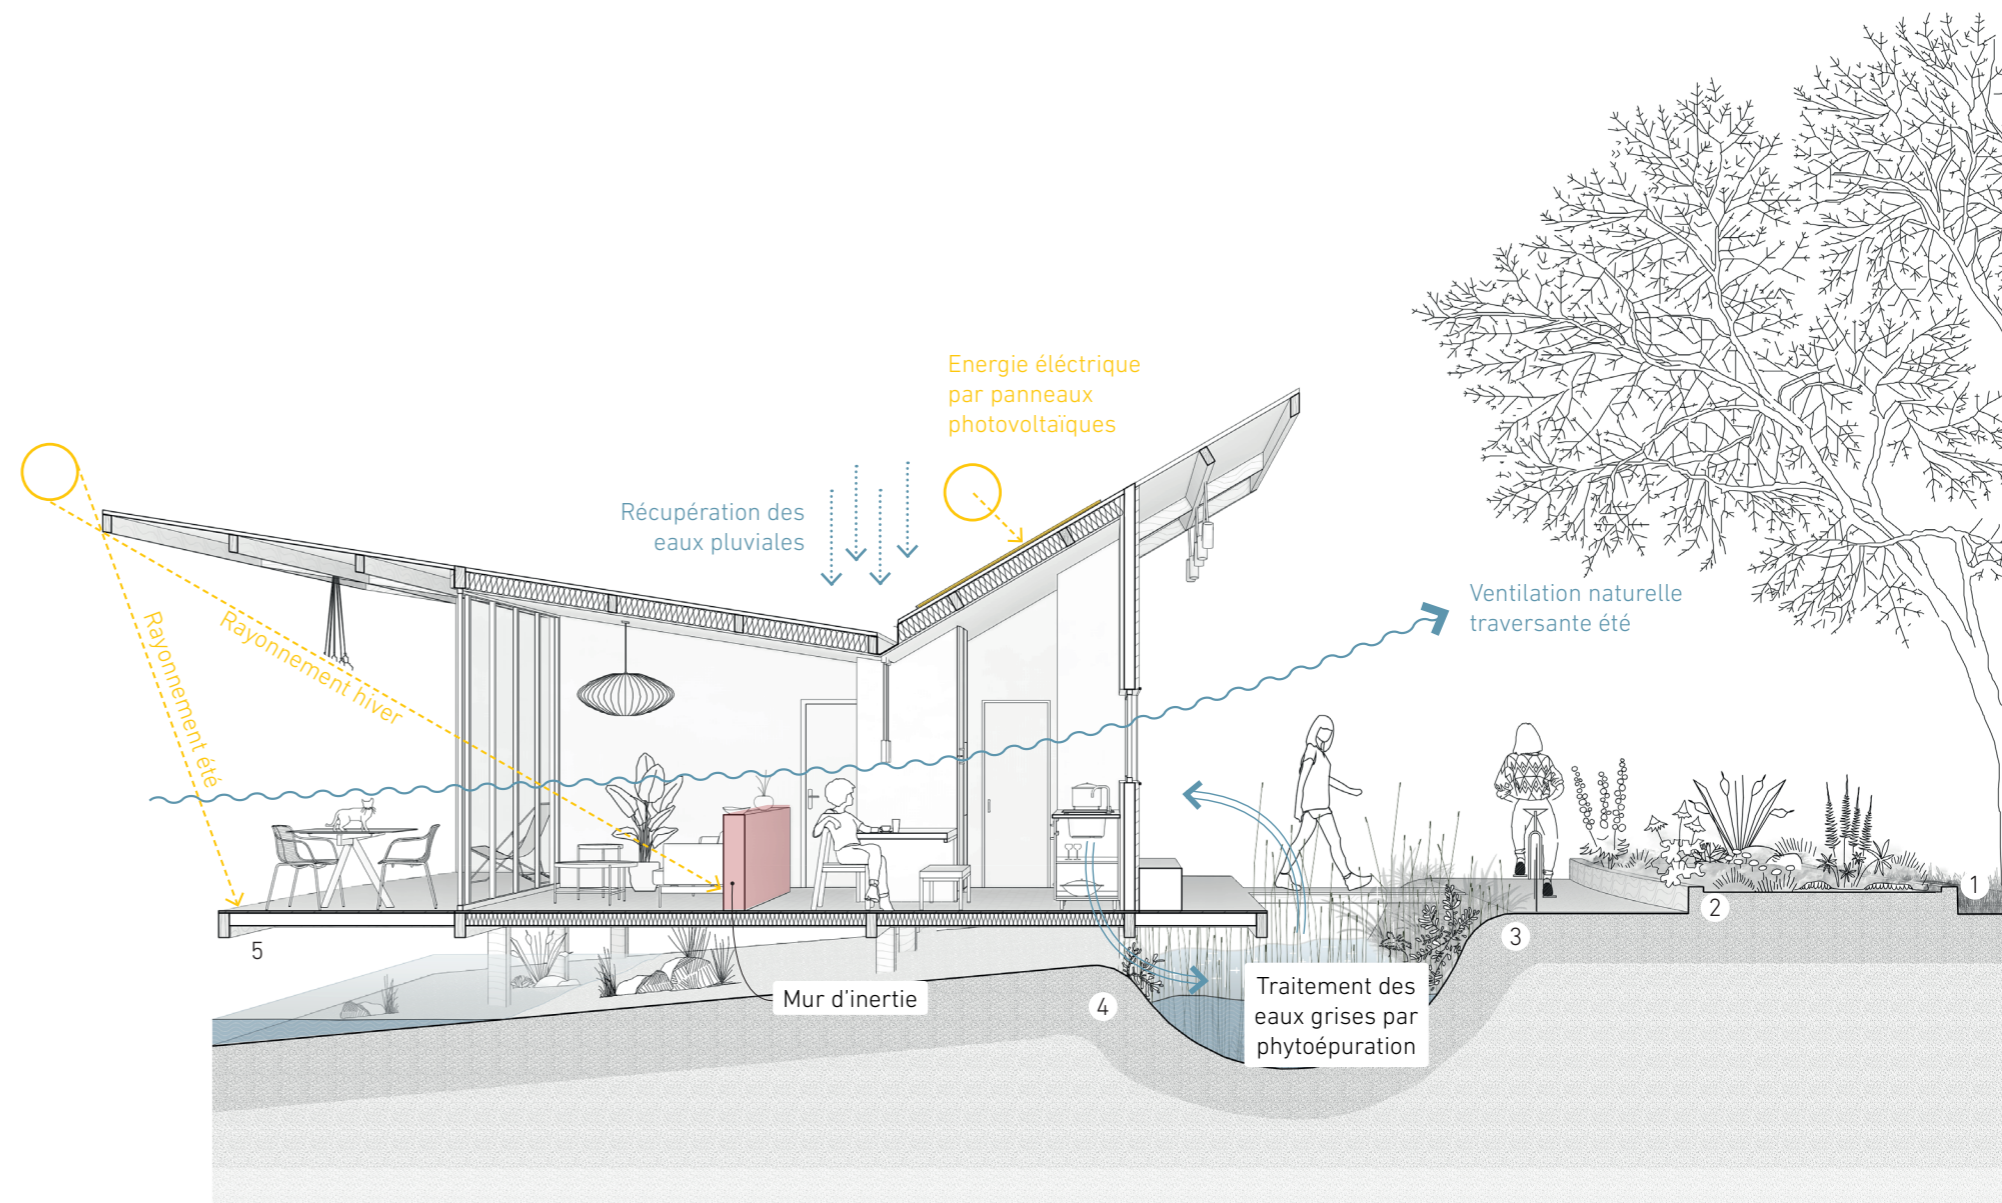 Energie éléctrique
par panneaux
photovoltaïques
Récupération des
eaux pluviales
Ventilation naturelle
traversante été
Rayonnement hiver
Rayonnement été
1
2
3
4
5
Mur d'inertie
Traitement des
eaux grises par
phytoépuration